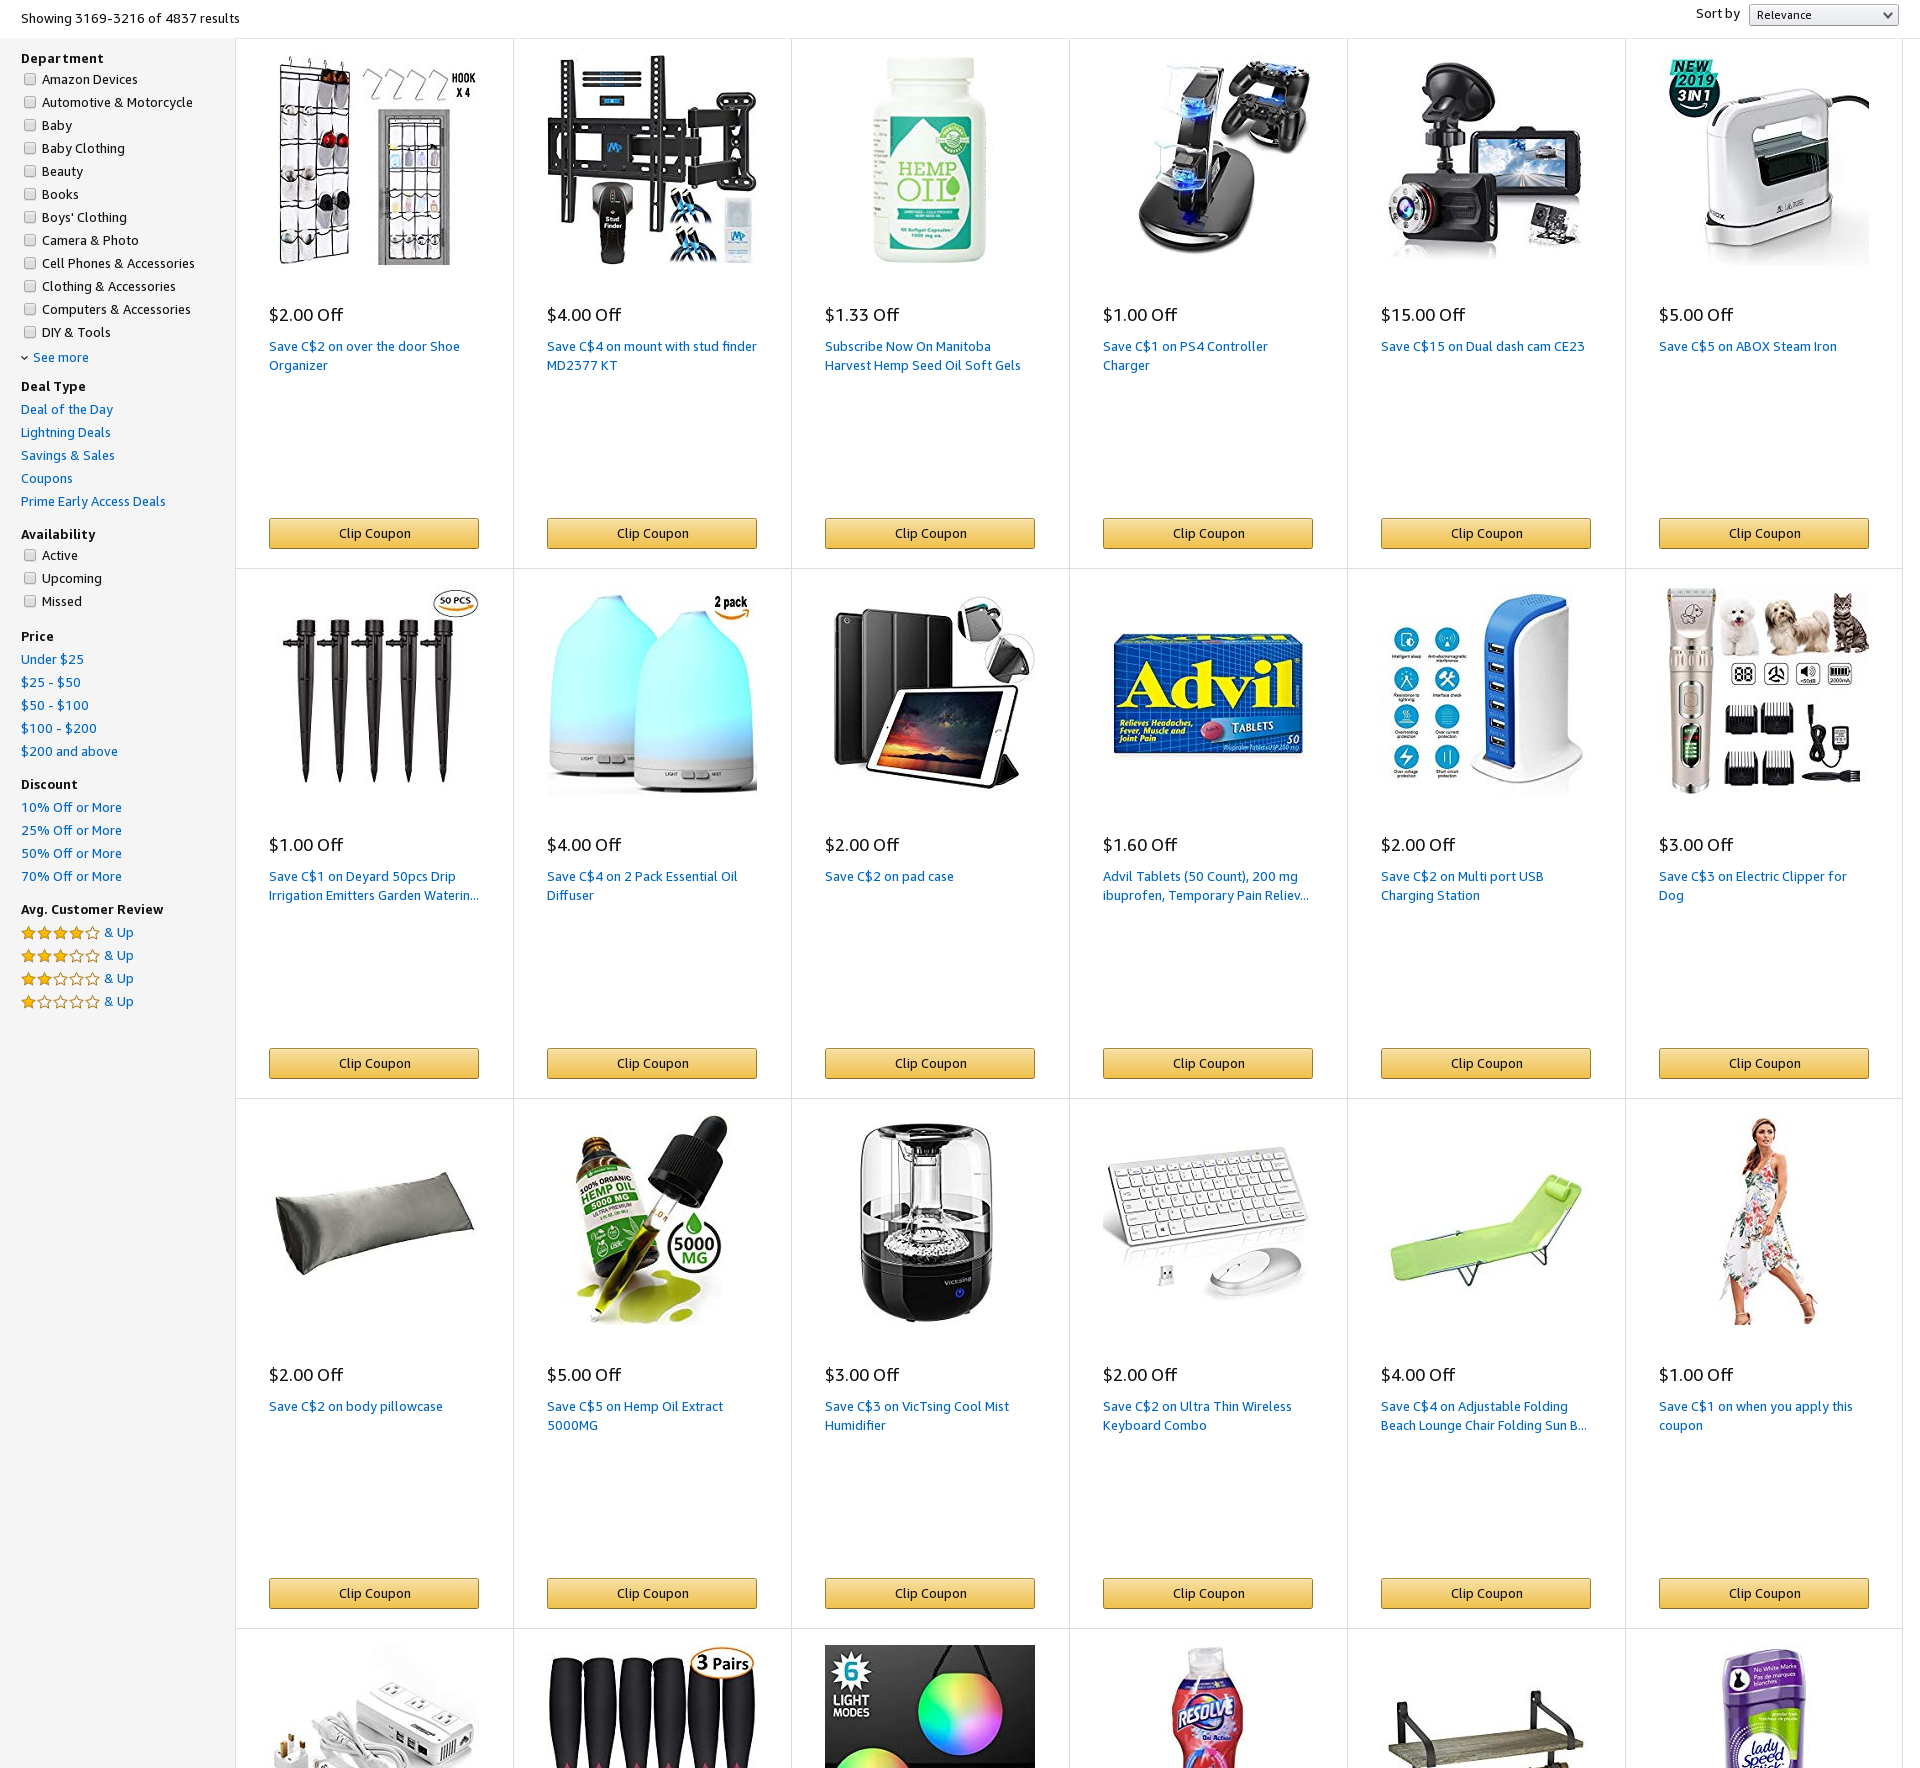 Showing 3169-3216 of 4837 results
Sort by
Relevance
Department
Amazon Devices
Automotive & Motorcycle
Baby
Baby Clothing
Beauty
Books
Boys' Clothing
Camera & Photo
Cell Phones & Accessories
Clothing & Accessories
Computers & Accessories
DIY & Tools
See more
Deal Type
Deal of the Day
Lightning Deals
Savings & Sales
Coupons
Prime Early Access Deals
Availability
Active
Upcoming
Missed
Price
Under $25
$25 - $50
$50 - $100
$100 - $200
$200 and above
Discount
10% Off or More
25% Off or More
50% Off or More
70% Off or More
Avg. Customer Review
& Up
& Up
& Up
& Up
HOOK
X 4
$2.00 Off
Save C$2 on over the door Shoe
Organizer
Clip Coupon
Stud
Finder
$4.00 Off
Save C$4 on mount with stud finder
MD2377 KT
Clip Coupon
HEMP
OIL
$1.33 Off
Subscribe Now On Manitoba
Harvest Hemp Seed Oil Soft Gels
Clip Coupon
$1.00 Off
Save C$1 on PS4 Controller
Charger
Clip Coupon
$15.00 Off
Save C$15 on Dual dash cam CE23
Clip Coupon
NEW
2019
3 IN 1
$5.00 Off
Save C$5 on ABOX Steam Iron
Clip Coupon
50 PCS
$1.00 Off
Save C$1 on Deyard 50pcs Drip
Irrigation Emitters Garden Waterin...
Clip Coupon
2 pack
LIGHT
LIGHT MIST
$4.00 Off
Save C$4 on 2 Pack Essential Oil
Diffuser
Clip Coupon
$2.00 Off
Save C$2 on pad case
Clip Coupon
Advil
Relieves Headaches,
Fever, Muscle and
Joint Pain
TABLETS
50
$1.60 Off
Advil Tablets (50 Count), 200 mg
ibuprofen, Temporary Pain Reliev...
Clip Coupon
$2.00 Off
Save C$2 on Multi port USB
Charging Station
Clip Coupon
$3.00 Off
Save C$3 on Electric Clipper for
Dog
Clip Coupon
$2.00 Off
Save C$2 on body pillowcase
Clip Coupon
100% ORGANIC
HEMP OIL
5000 MG
ULTRA PREMIUM
5000
MG
$5.00 Off
Save C$5 on Hemp Oil Extract
5000MG
Clip Coupon
VicTsing
$3.00 Off
Save C$3 on VicTsing Cool Mist
Humidifier
Clip Coupon
$2.00 Off
Save C$2 on Ultra Thin Wireless
Keyboard Combo
Clip Coupon
$4.00 Off
Save C$4 on Adjustable Folding
Beach Lounge Chair Folding Sun B...
Clip Coupon
$1.00 Off
Save C$1 on when you apply this
coupon
Clip Coupon
3 Pairs
6
LIGHT
MODES
RESOLVE
No White Marks
Pas de marques
blanches
lady
Speed